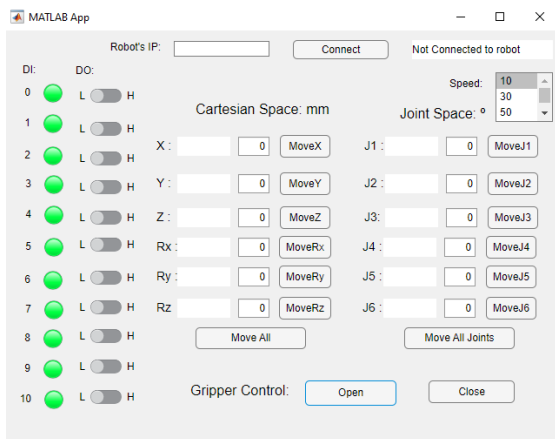 MATLAB App
Robot's IP: Connect Not Connected to robot
DI: DO: Speed: 10
30
50
Cartesian Space: mm Joint Space: º
0 L H
1 L H
X : 0 MoveX J1 : 0 MoveJ1
2 L H
3 L H Y : 0 MoveY J2 : 0 MoveJ2
4 L H Z : 0 MoveZ J3: 0 MoveJ3
5 L H Rx : 0 MoveRx J4 : 0 MoveJ4
6 L H Ry : 0 MoveRy J5 : 0 MoveJ5
7 L H Rz 0 MoveRz J6 : 0 MoveJ6
8 L H Move All Move All Joints
9 L H
10 L H Gripper Control: Open Close